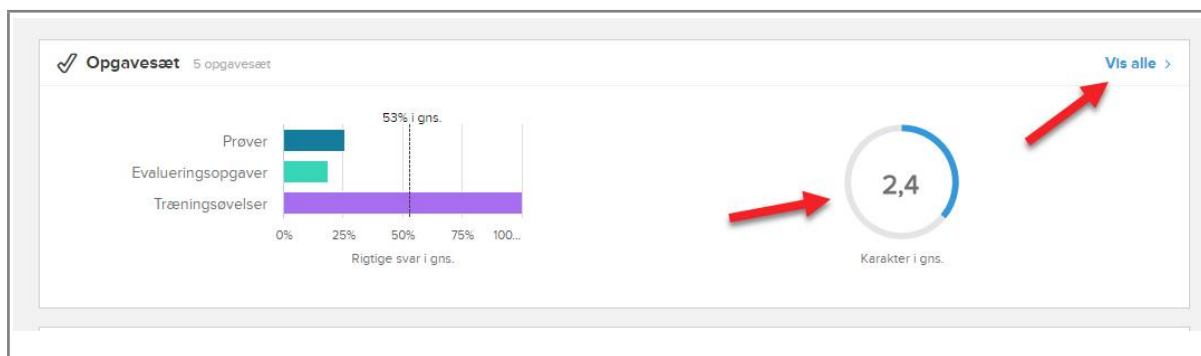 Opgavesæt 5 opgavesæt
Vis alle >
53% i gns.
Prøver
Evalueringsopgaver
Træningsøvelser
0% 25% 50% 75% 100...
Rigtige svar i gns.
2,4
Karakter i gns.